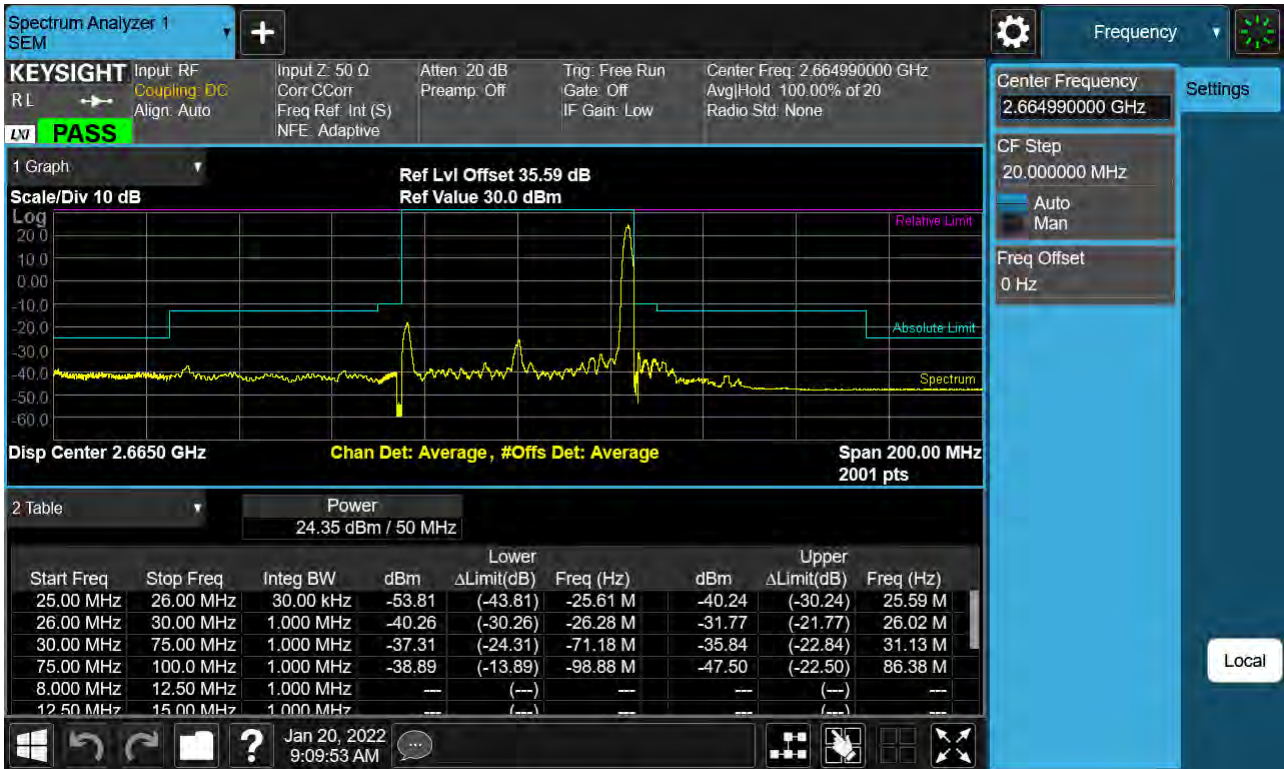 Spectrum Analyzer 1
SEM
Frequency
KEYSIGHT
R L
LXI PASS
Input: RF
Coupling: DC
Align: Auto
Input Z: 50 Ω
Corr CCorr
Freq Ref: Int (S)
NFE: Adaptive
Atten: 20 dB
Preamp: Off
Trig: Free Run
Gate: Off
IF Gain: Low
Center Freq: 2.664990000 GHz
Avg|Hold: 100.00% of 20
Radio Std: None
Center Frequency
2.664990000 GHz
Settings
CF Step
20.000000 MHz
Auto
Man
Freq Offset
0 Hz
Local
1 Graph
Scale/Div 10 dB
Ref Lvl Offset 35.59 dB
Ref Value 30.0 dBm
Log
20.0
10.0
0.00
-10.0
-20.0
-30.0
-40.0
-50.0
-60.0
Relative Limit
Absolute Limit
Spectrum
Disp Center 2.6650 GHz
Chan Det: Average, #Offs Det: Average
Span 200.00 MHz
2001 pts
2 Table
Power
24.35 dBm / 50 MHz
Lower Upper
Start Freq Stop Freq Integ BW dBm ΔLimit(dB) Freq (Hz) dBm ΔLimit(dB) Freq (Hz)
25.00 MHz 26.00 MHz 30.00 kHz -53.81 (-43.81) -25.61 M -40.24 (-30.24) 25.59 M
26.00 MHz 30.00 MHz 1.000 MHz -40.26 (-30.26) -26.28 M -31.77 (-21.77) 26.02 M
30.00 MHz 75.00 MHz 1.000 MHz -37.31 (-24.31) -71.18 M -35.84 (-22.84) 31.13 M
75.00 MHz 100.0 MHz 1.000 MHz -38.89 (-13.89) -98.88 M -47.50 (-22.50) 86.38 M
8.000 MHz 12.50 MHz 1.000 MHz --- (---) --- --- (---) ---
12.50 MHz 15.00 MHz 1.000 MHz --- (---) --- --- (---) ---
Jan 20, 2022
9:09:53 AM